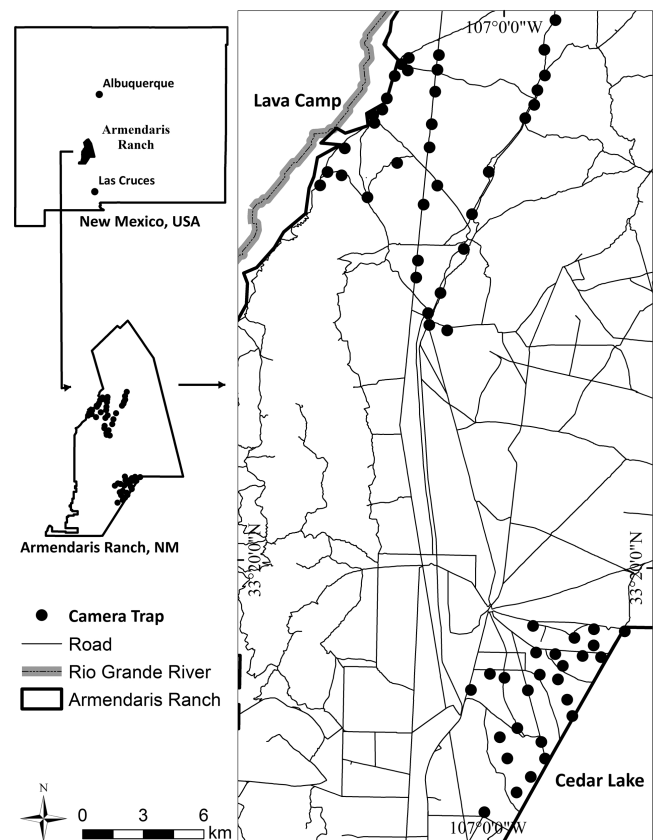 Albuquerque
Armendaris
Ranch
Las Cruces
New Mexico, USA
Armendaris Ranch, NM
Camera Trap
Road
Rio Grande River
Armendaris Ranch
N
0 3 6
km
107°0'0"W
Lava Camp
33°20'0"N
33°20'0"N
Cedar Lake
107°0'0"W